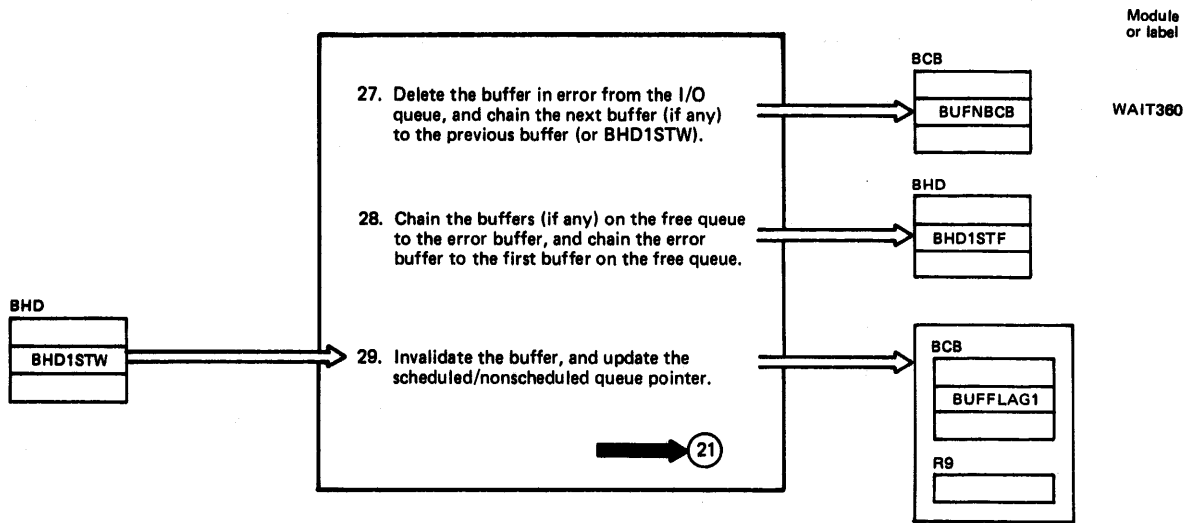 Module
or label
27. Delete the buffer in error from the I/O
queue, and chain the next buffer (if any)
to the previous buffer (or BHD1STW).
BCB
BUFNBCB
WAIT360
28. Chain the buffers (if any) on the free queue
to the error buffer, and chain the error
buffer to the first buffer on the free queue.
BHD
BHD1STF
BHD
BHD1STW
29. Invalidate the buffer, and update the
scheduled/nonscheduled queue pointer.
BCB
BUFFLAG1
R9
21